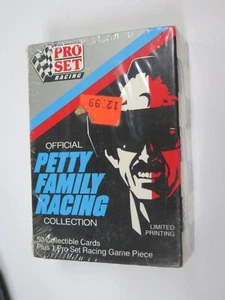 PRO
SET
RACING
12.99
OFFICIAL
PETTY
FAMILY
RACING
COLLECTION
LIMITED
PRINTING
50 Collectible Cards
Plus 1 Pro Set Racing Game Piece